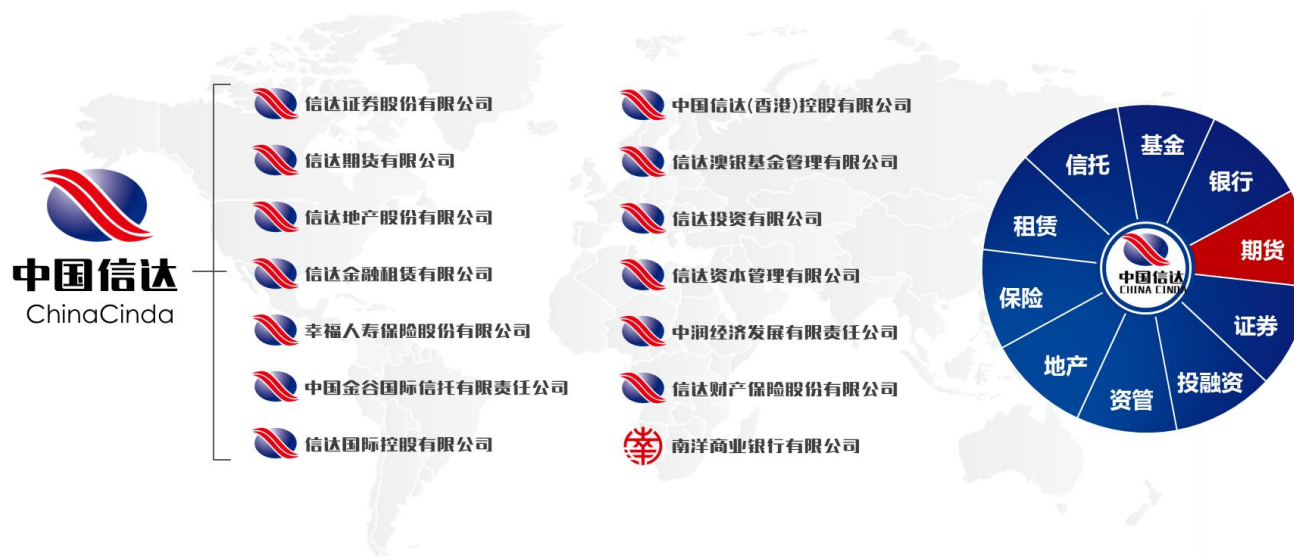 中国信达
ChinaCinda
信达证券股份有限公司
信达期货有限公司
信达地产股份有限公司
信达金融租赁有限公司
幸福人寿保险股份有限公司
中国金谷国际信托有限责任公司
信达国际控股有限公司
中国信达(香港)控股有限公司
信达澳银基金管理有限公司
信达投资有限公司
信达资本管理有限公司
中润经济发展有限责任公司
信达财产保险股份有限公司
南洋商业银行有限公司
基金
银行
期货
证券
投融资
资管
地产
保险
租赁
信托
中国信达
CHINA CINDA